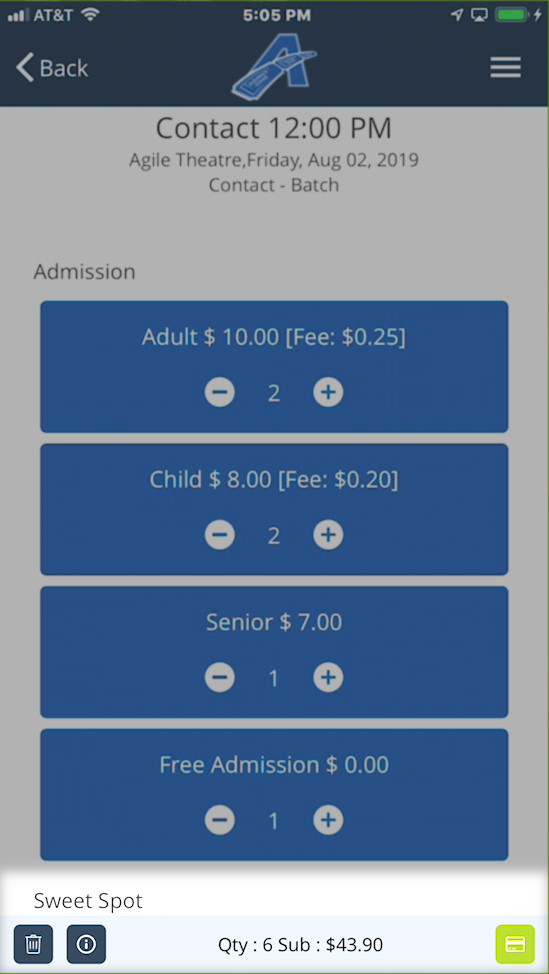 AT&T 5:05 PM
Back
Contact 12:00 PM
Agile Theatre,Friday, Aug 02, 2019
Contact - Batch
Admission
Adult $ 10.00 [Fee: $0.25]
2
Child $ 8.00 [Fee: $0.20]
2
Senior $ 7.00
1
Free Admission $ 0.00
1
Sweet Spot
Qty : 6 Sub : $43.90